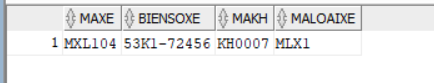 MAXE BIENSOXE MAKH MALOAIXE
1 MXL104 53K1-72456 KH0007 MLX1